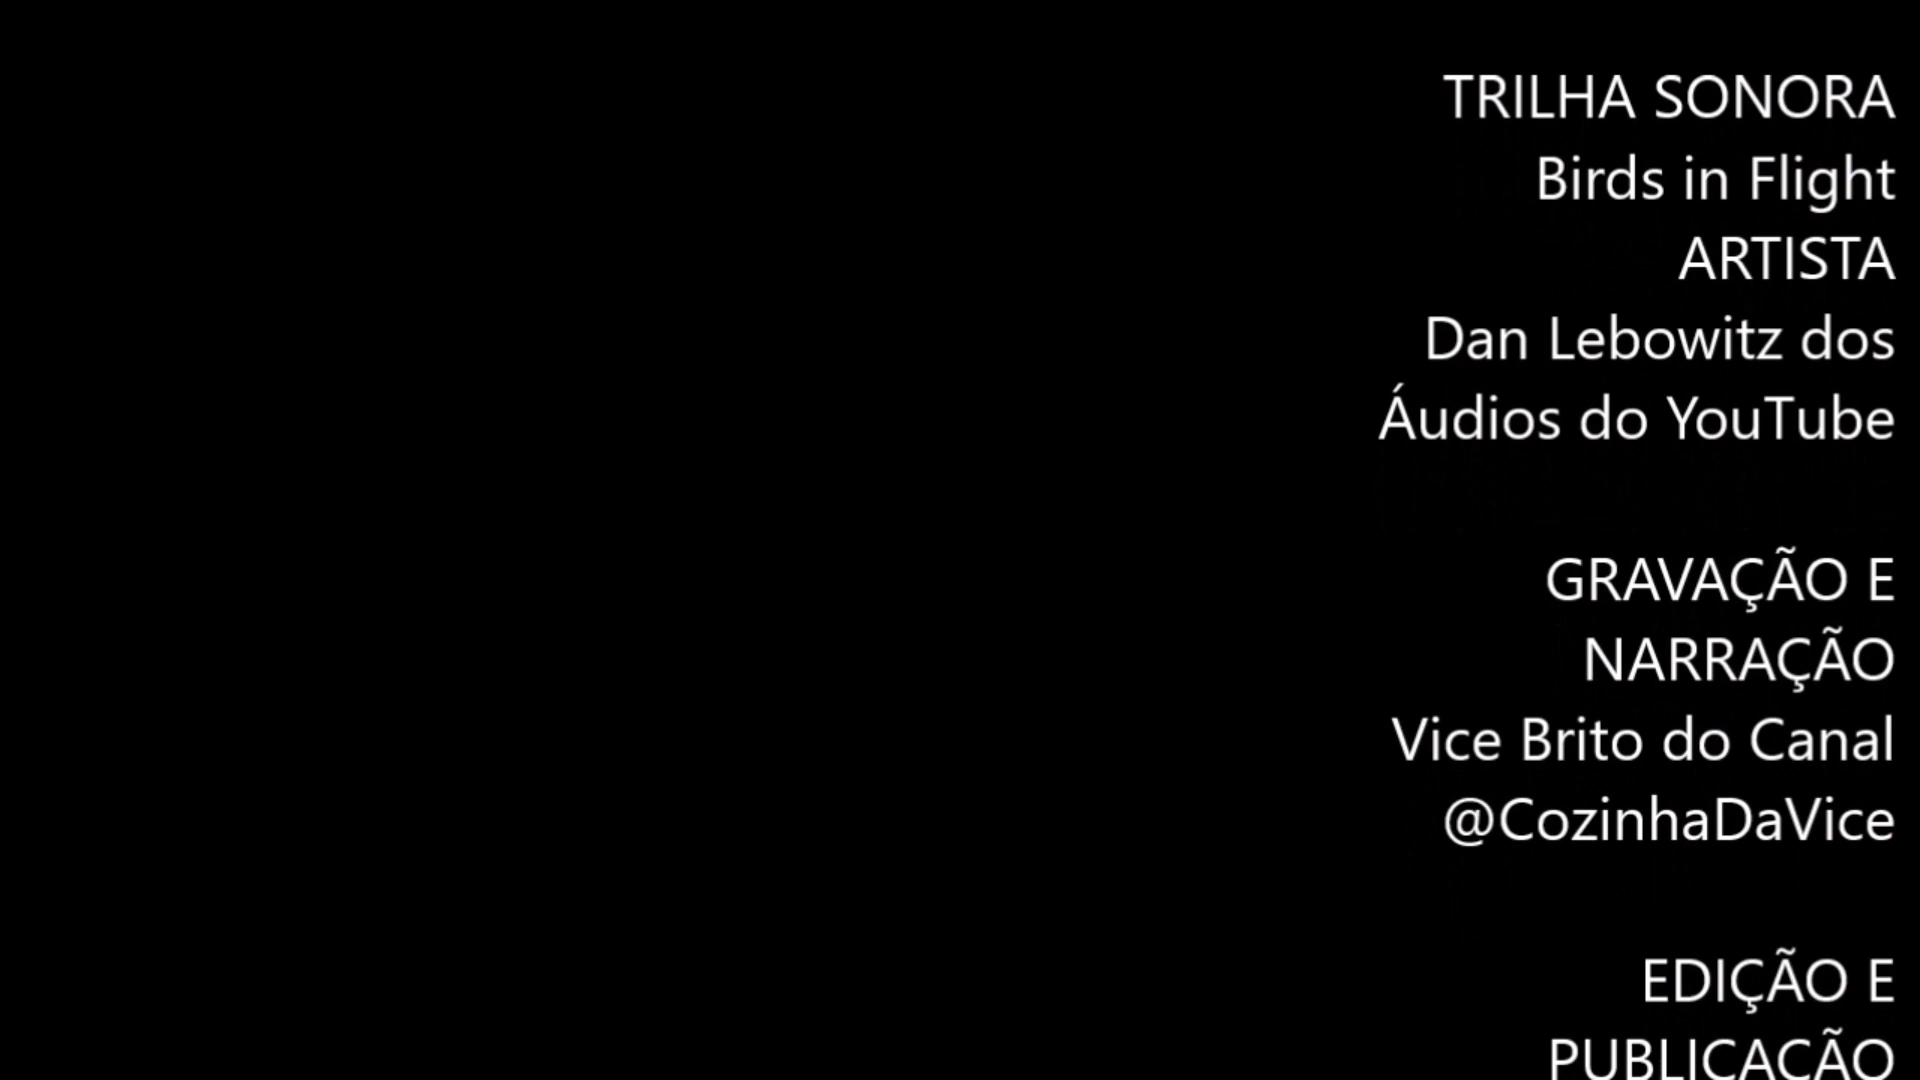 TRILHA SONORA
Birds in Flight
ARTISTA
Dan Lebowitz dos
Áudios do YouTube
GRAVAÇÃO E
NARRAÇÃO
Vice Brito do Canal
@CozinhaDaVice
EDIÇÃO E
PUBLICAÇÃO